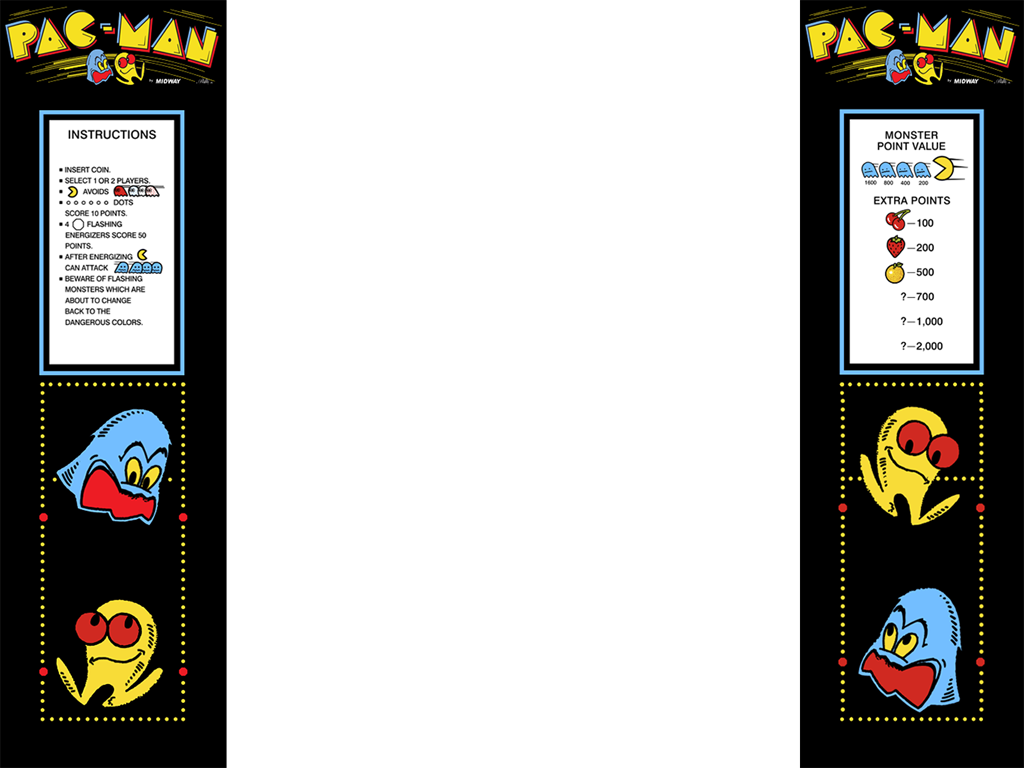 PAC-MAN
by MIDWAY
INSTRUCTIONS
▪ INSERT COIN.
▪ SELECT 1 OR 2 PLAYERS.
▪ AVOIDS
▪ DOTS
SCORE 10 POINTS.
▪ 4 FLASHING
ENERGIZERS SCORE 50
POINTS.
▪ AFTER ENERGIZING
CAN ATTACK
▪ BEWARE OF FLASHING
MONSTERS WHICH ARE
ABOUT TO CHANGE
BACK TO THE
DANGEROUS COLORS.
PAC-MAN
by MIDWAY
MONSTER
POINT VALUE
1600 800 400 200
EXTRA POINTS
—100
—200
—500
?—700
?—1,000
?—2,000